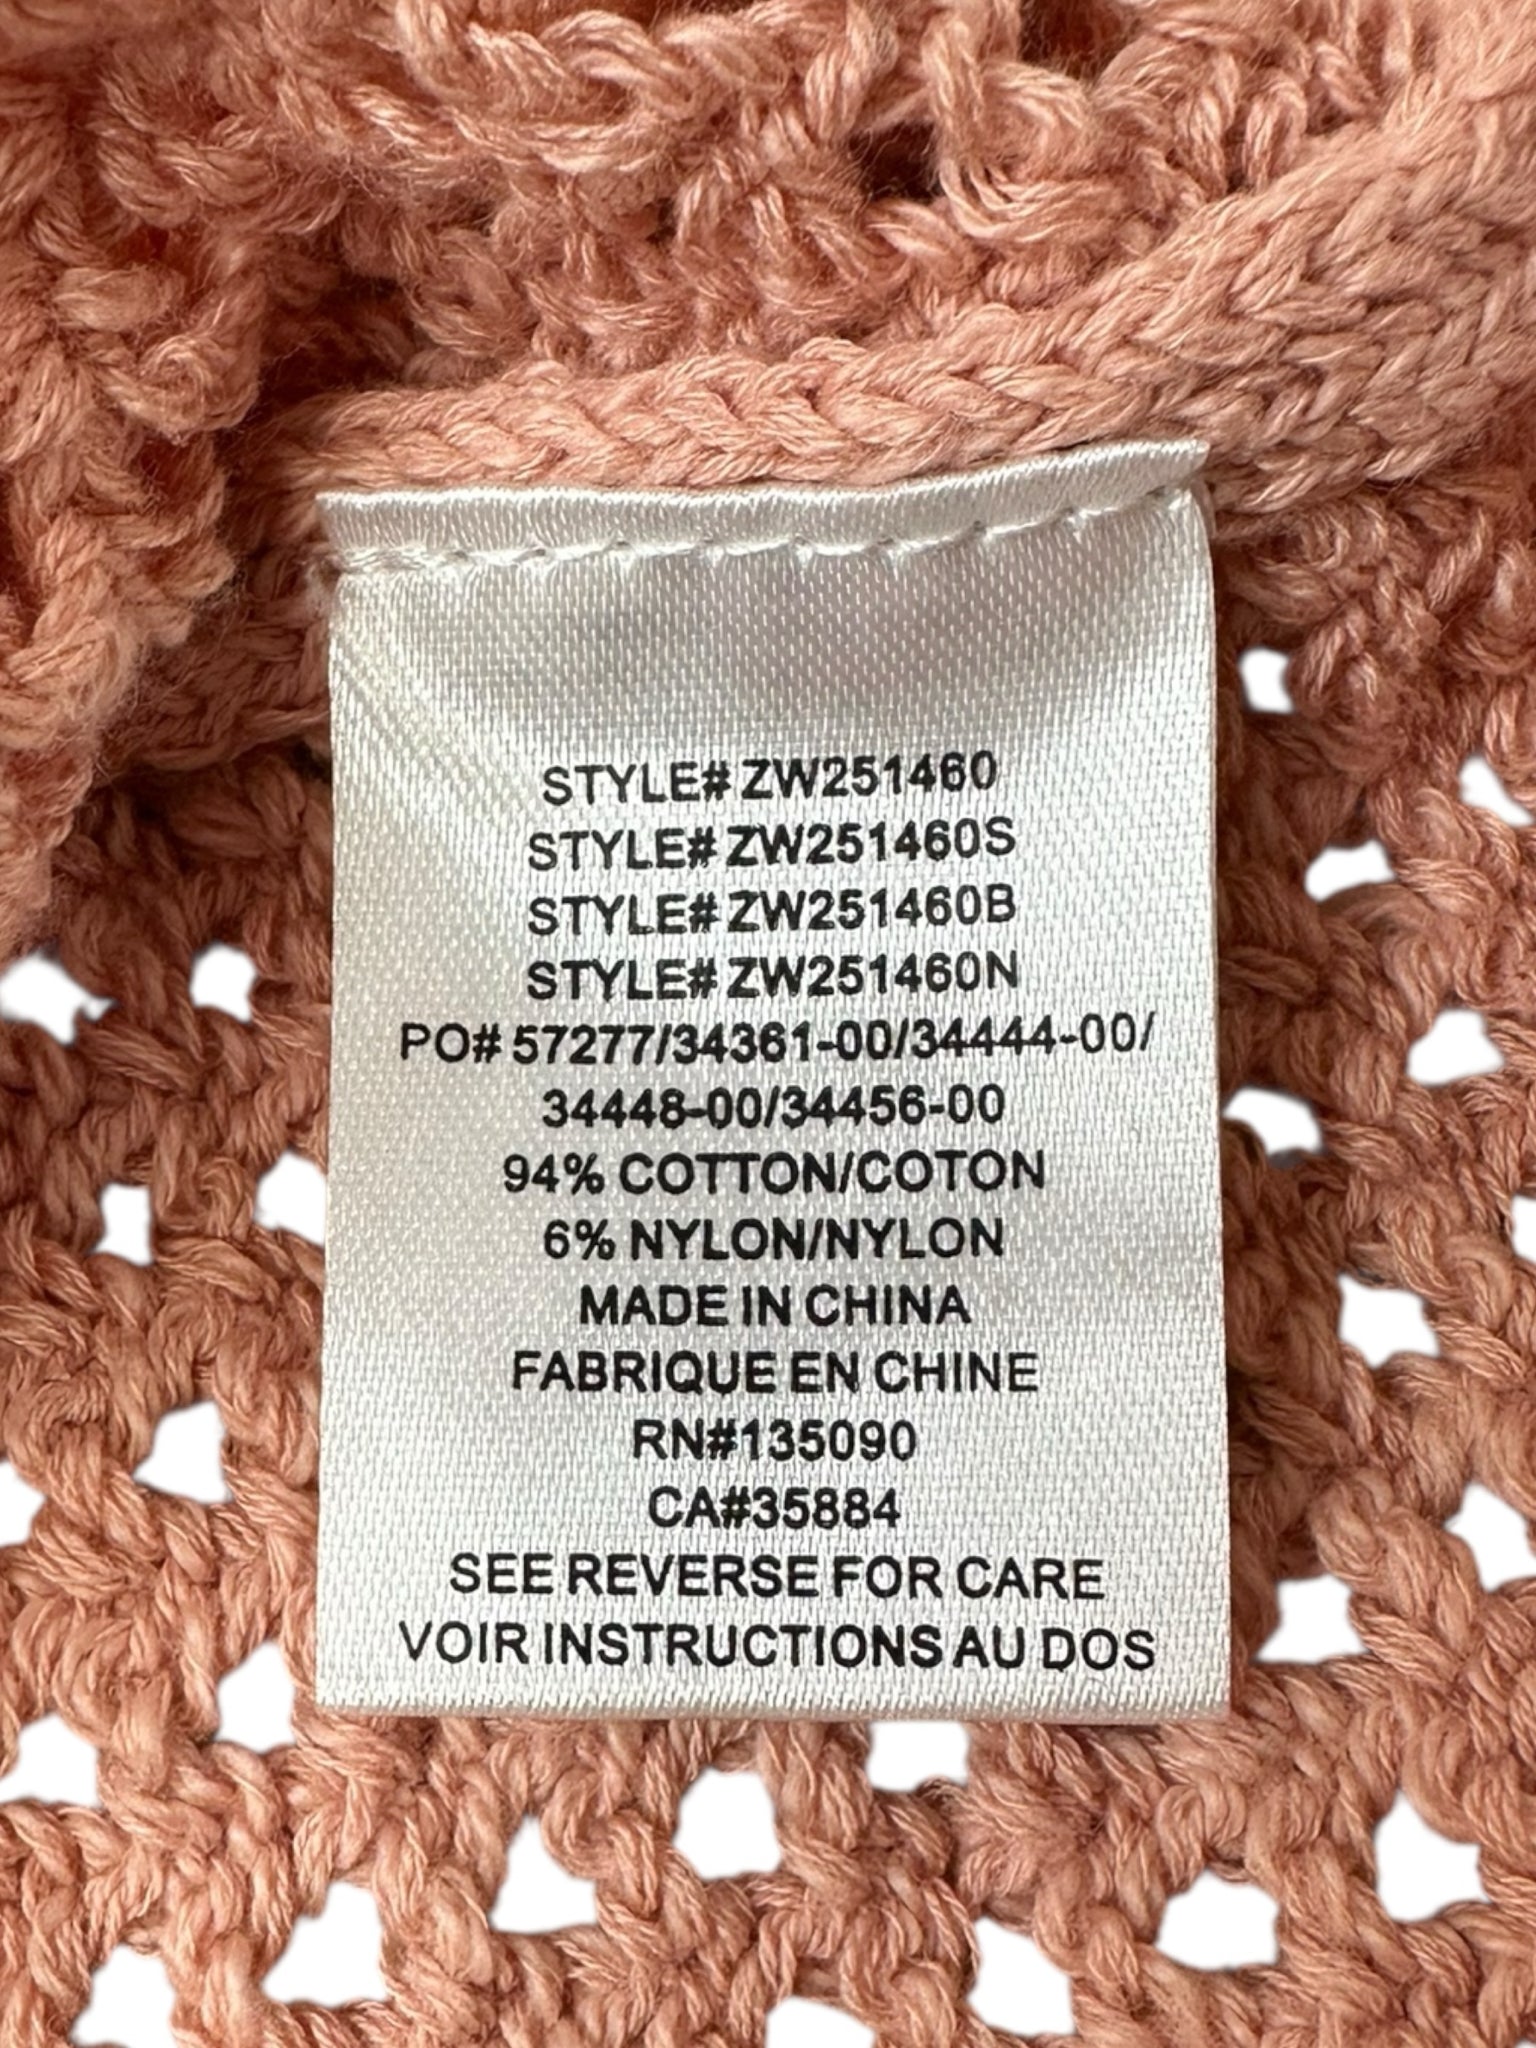 STYLE# ZW251460
STYLE# ZW251460S
STYLE# ZW251460B
STYLE# ZW251460N
PO# 57277/34361-00/34444-00/
34448-00/34456-00
94% COTTON/COTON
6% NYLON/NYLON
MADE IN CHINA
FABRIQUE EN CHINE
RN#135090
CA#35884
SEE REVERSE FOR CARE
VOIR INSTRUCTIONS AU DOS